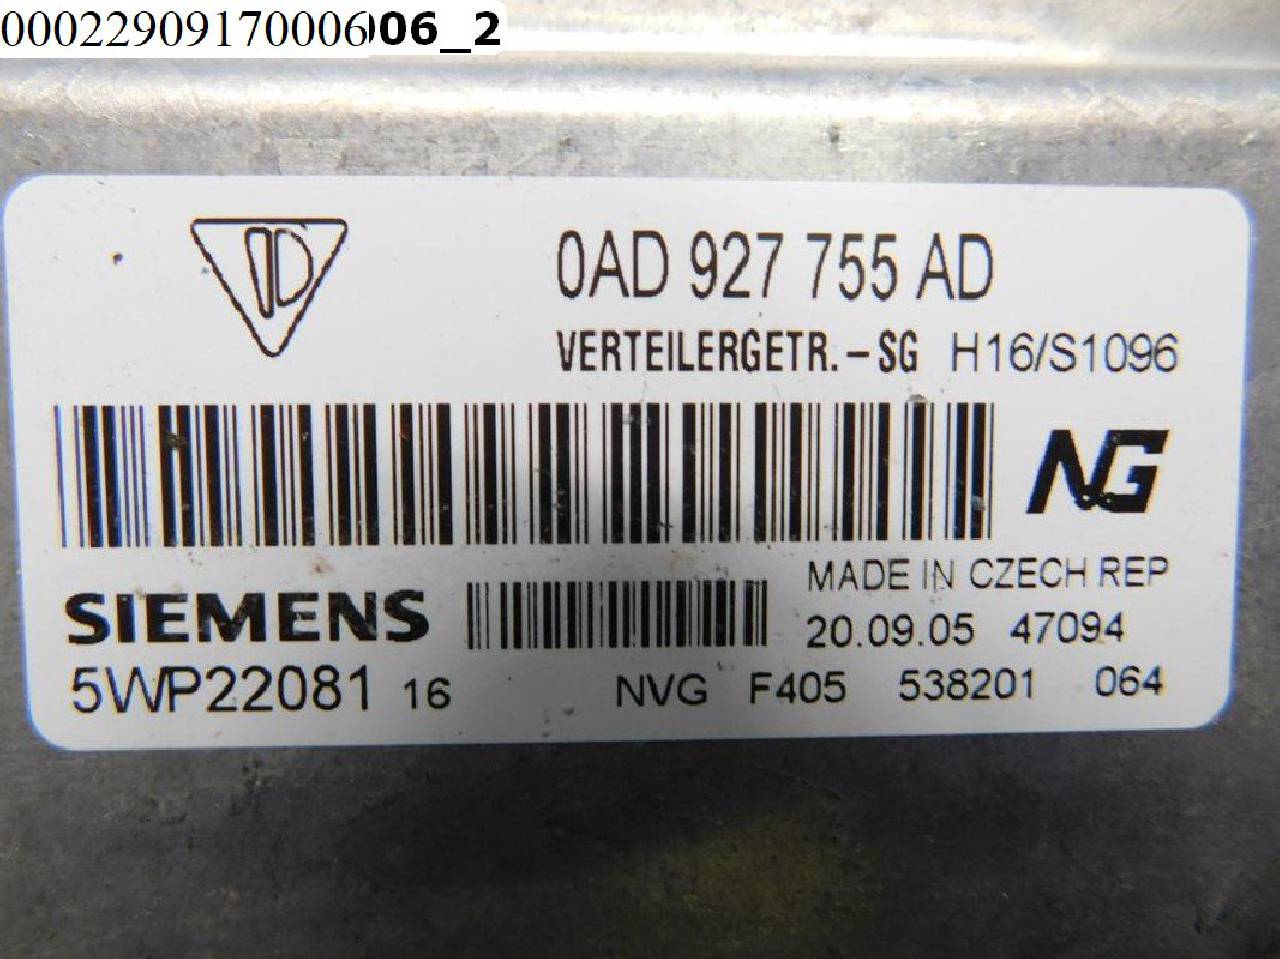 0002290917000606_2
0AD 927 755 AD
VERTEILERGETR.-SG H16/S1096
NG
MADE IN CZECH REP
SIEMENS
20.09.05 47094
5WP22081 16 NVG F405 538201 064